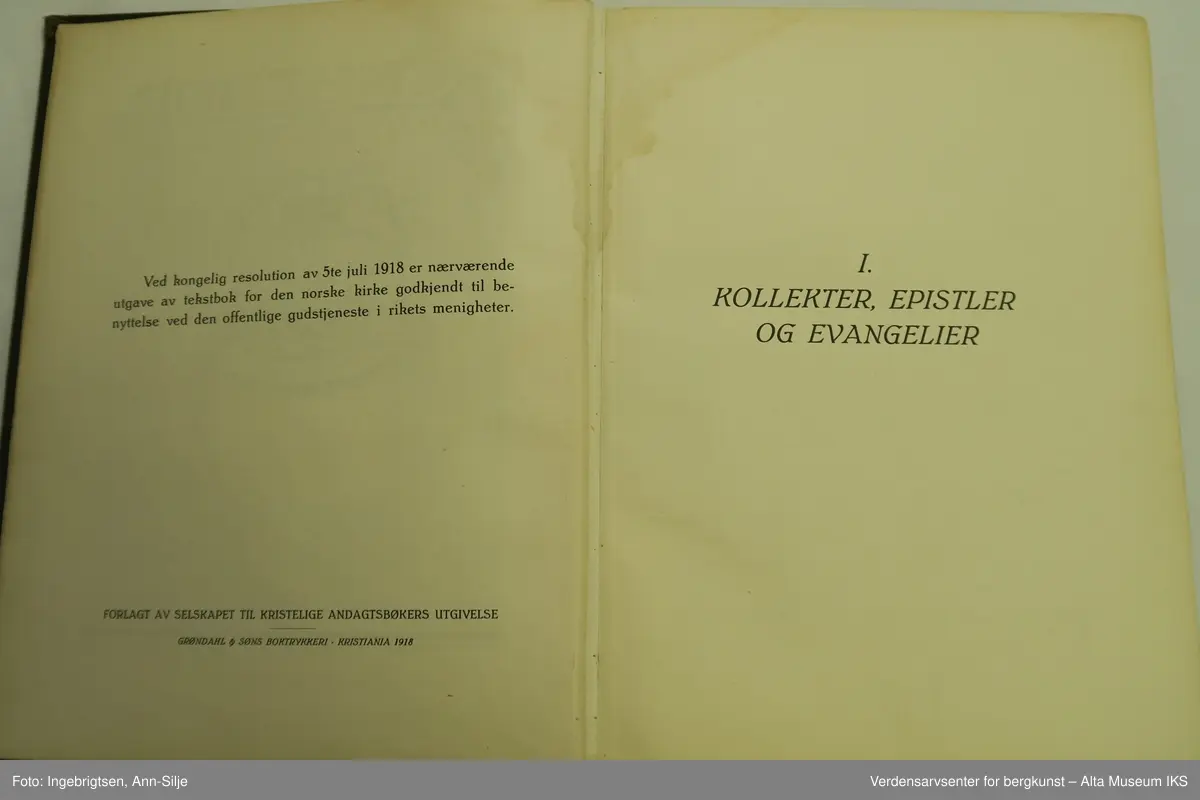 Ved kongelig resolution av 5te juli 1918 er nærværende
utgave av tekstbok for den norske kirke godkjendt til be-
nyttelse ved den offentlige gudstjeneste i rikets menigheter.
FORLAGT AV SELSKAPET TIL KRISTELIGE ANDAGTSBØKERS UTGIVELSE
GRØNDAHL & SØNS BOKTRYKKERI · KRISTIANIA 1918
I.
KOLLEKTER, EPISTLER
OG EVANGELIER
Foto: Ingebrigtsen, Ann-Silje
Verdensarvsenter for bergkunst – Alta Museum IKS